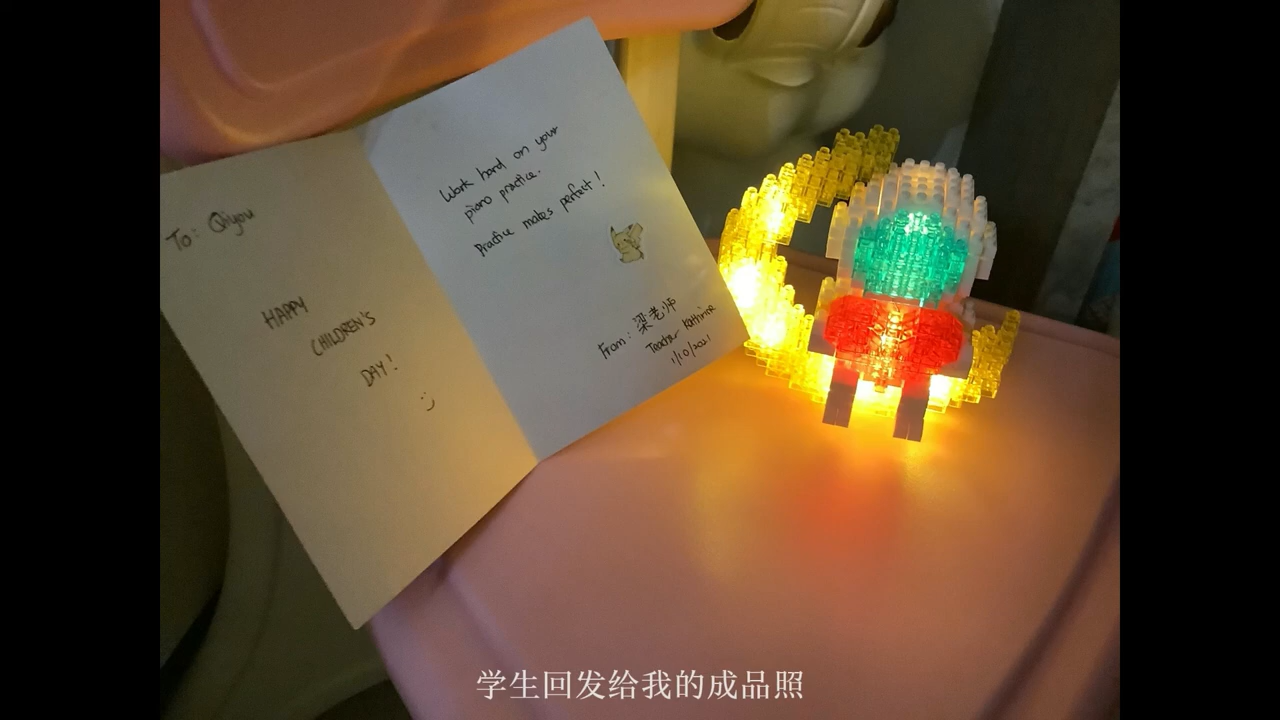 To: Qiyou
HAPPY
CHILDREN'S
DAY!
:)
Work hard on your
piano practice.
Practice makes perfect!
From: 梁老师
Teacher Kathrine
1/10/2021
学生回发给我的成品照